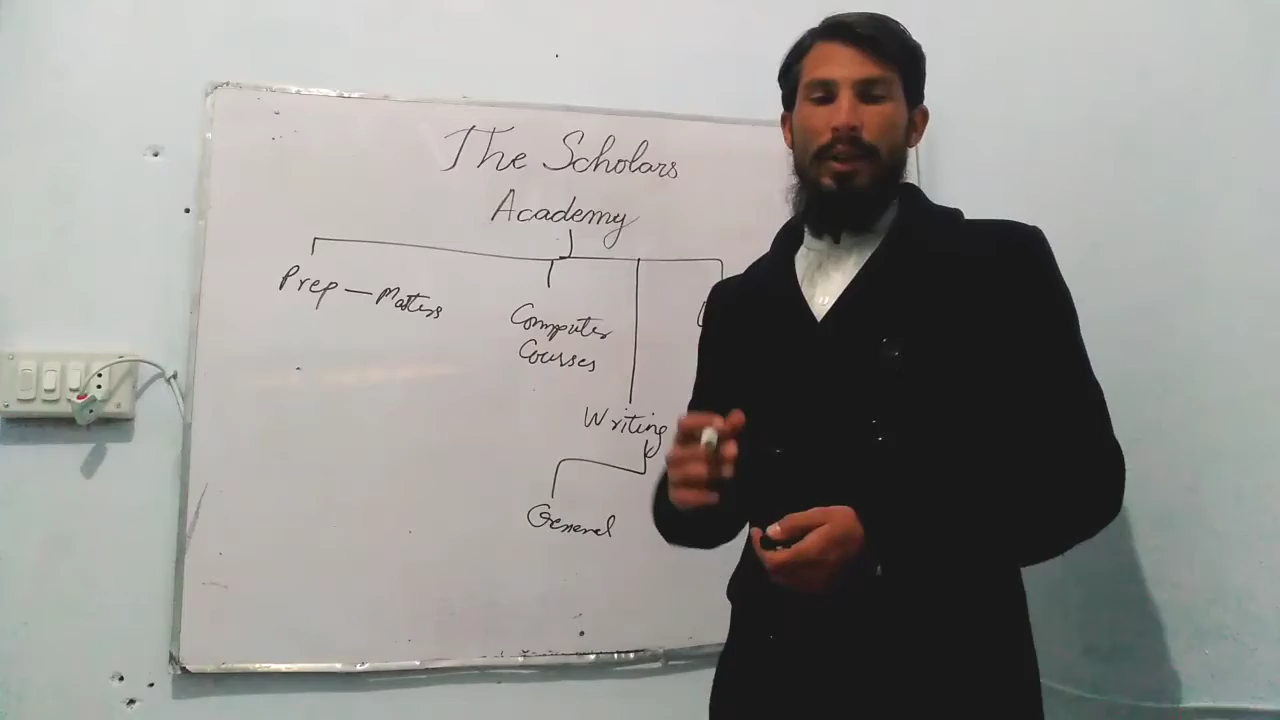 The Scholars
Academy
Prep - Matters
Computer
Courses
Writing
General